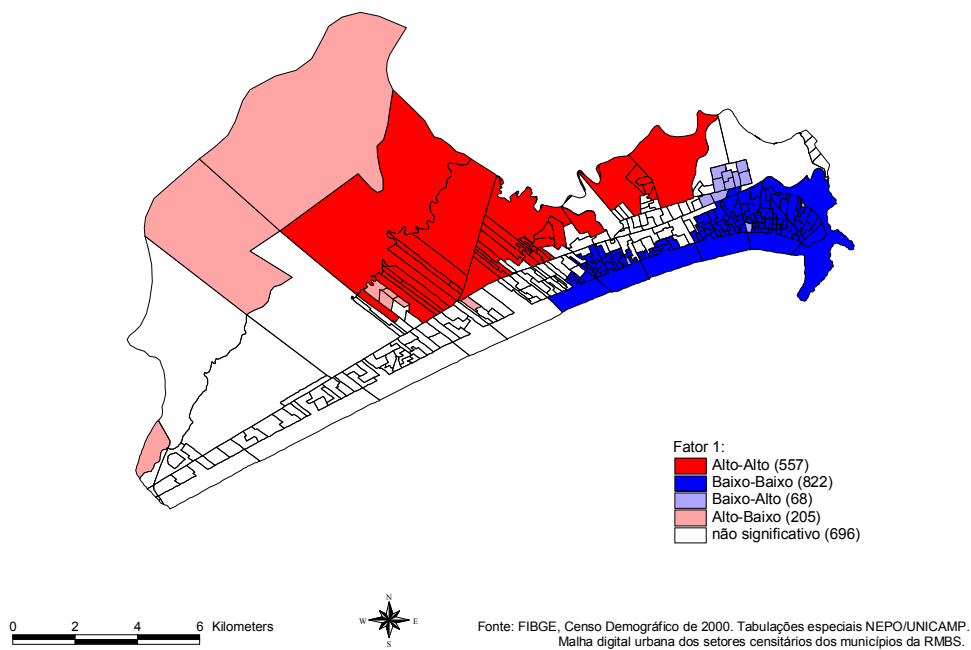 Fator 1:
Alto-Alto (557)
Baixo-Baixo (822)
Baixo-Alto (68)
Alto-Baixo (205)
não significativo (696)
0 2 4 6 Kilometers
N
W E
S
Fonte: FIBGE, Censo Demográfico de 2000. Tabulações especiais NEPO/UNICAMP.
Malha digital urbana dos setores censitários dos municípios da RMBS.